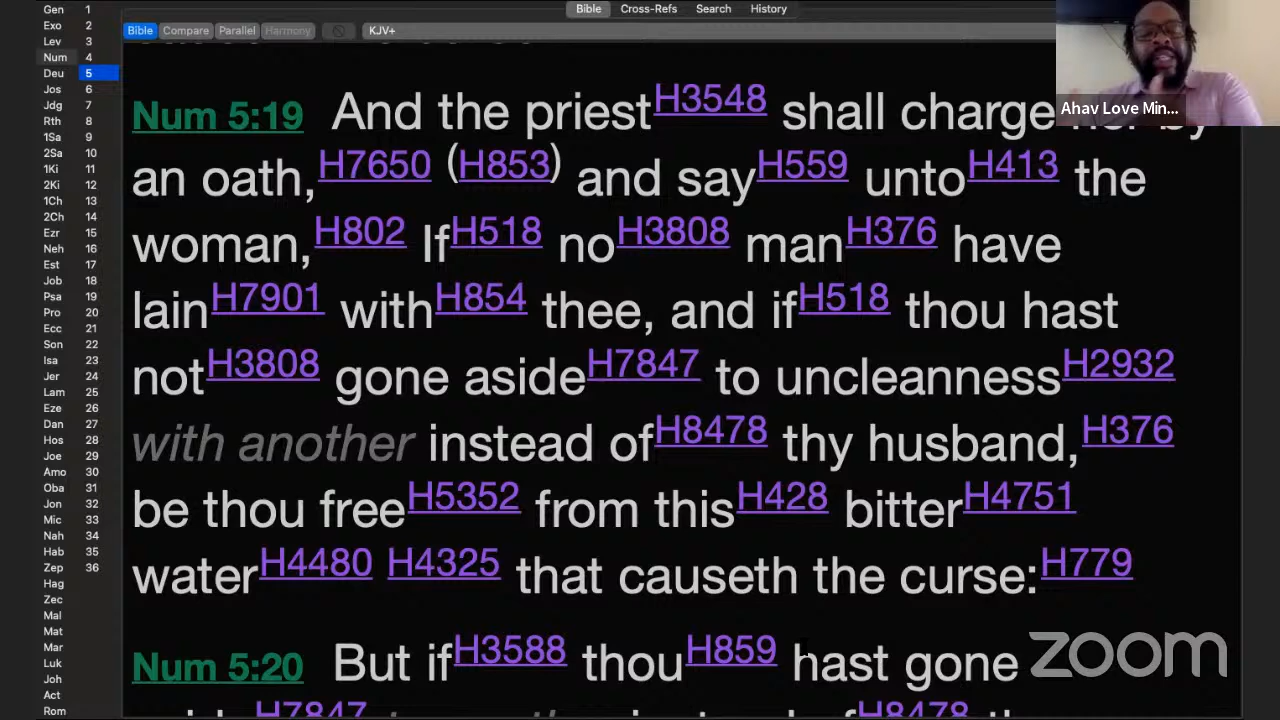 Bible Cross-Refs Search History
Bible Compare Parallel Harmony KJV+
Gen 1
Exo 2
Lev 3
Num 4
Deu 5
Jos 6
Jdg 7
Rth 8
1Sa 9
2Sa 10
1Ki 11
2Ki 12
1Ch 13
2Ch 14
Ezr 15
Neh 16
Est 17
Job 18
Psa 19
Pro 20
Ecc 21
Son 22
Isa 23
Jer 24
Lam 25
Eze 26
Dan 27
Hos 28
Joe 29
Amo 30
Oba 31
Jon 32
Mic 33
Nah 34
Hab 35
Zep 36
Hag
Zec
Mal
Mat
Mar
Luk
Joh
Act
Rom
Num 5:19 And the priestH3548 shall charge by
an oath,H7650 (H853) and sayH559 untoH413 the
woman,H802 IfH518 noH3808 manH376 have
lainH7901 withH854 thee, and ifH518 thou hast
notH3808 gone asideH7847 to uncleannessH2932
with another instead ofH8478 thy husband,H376
be thou freeH5352 from thisH428 bitterH4751
waterH4480 H4325 that causeth the curse:H779
Num 5:20 But ifH3588 thouH859 hast gone
H7847 H8478
Ahav Love Min...
zoom